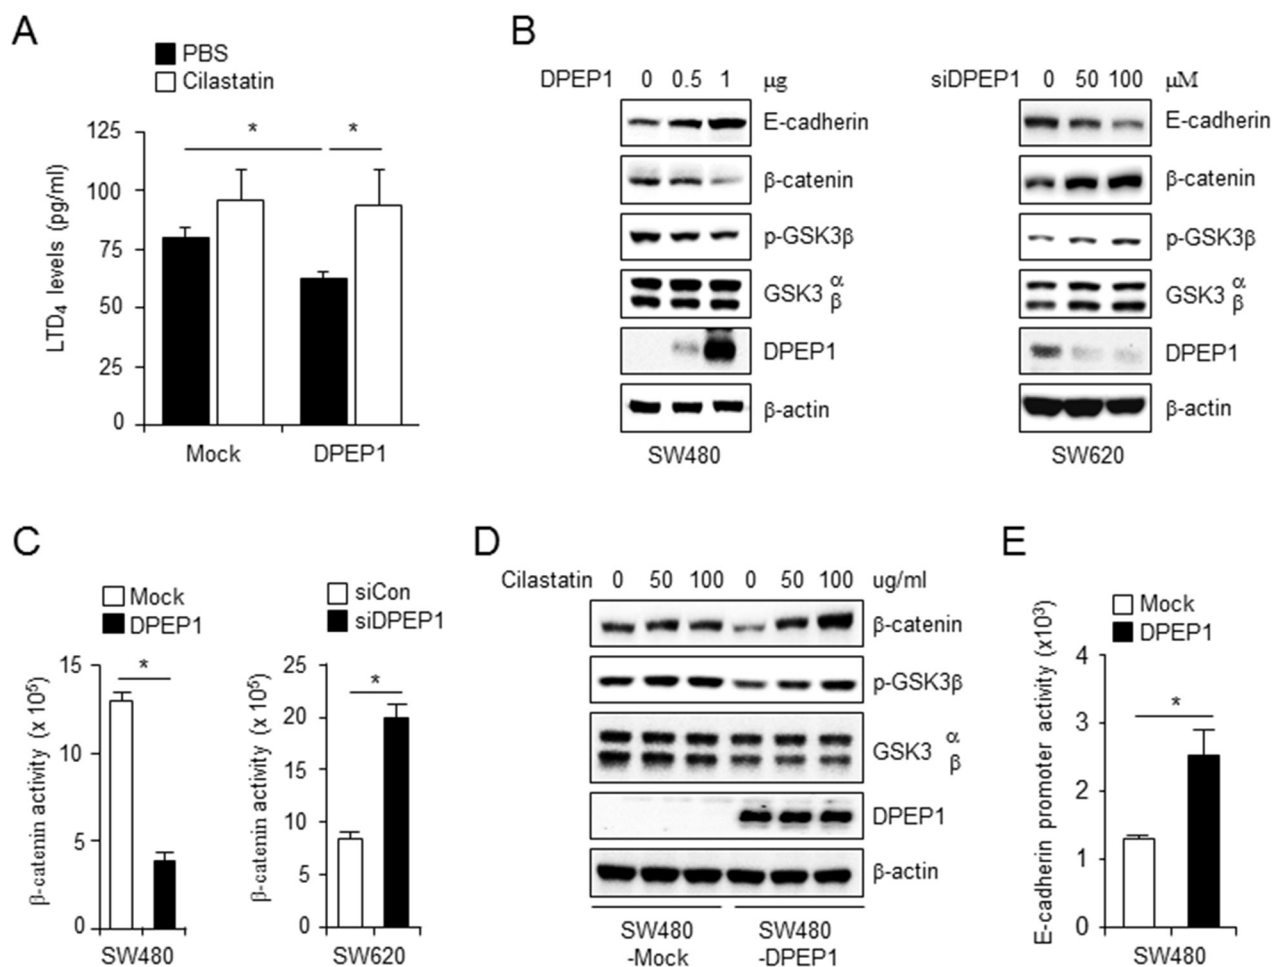 A
PBS
Cilastatin
LTD4 levels (pg/ml)
125
100
75
50
25
0
*
*
Mock
DPEP1
B
DPEP1 0 0.5 1 μg
E-cadherin
β-catenin
p-GSK3β
GSK3 α
β
DPEP1
β-actin
SW480
siDPEP1 0 50 100 μM
E-cadherin
β-catenin
p-GSK3β
GSK3 α
β
DPEP1
β-actin
SW620
C
Mock
DPEP1
β-catenin activity (x 10⁵)
15
10
5
0
*
SW480
siCon
siDPEP1
β-catenin activity (x 10⁵)
25
20
15
10
5
0
*
SW620
D
Cilastatin 0 50 100 0 50 100 ug/ml
β-catenin
p-GSK3β
GSK3 α
β
DPEP1
β-actin
SW480
-Mock
SW480
-DPEP1
E
Mock
DPEP1
E-cadherin promoter activity (x10³)
4
3
2
1
0
*
SW480